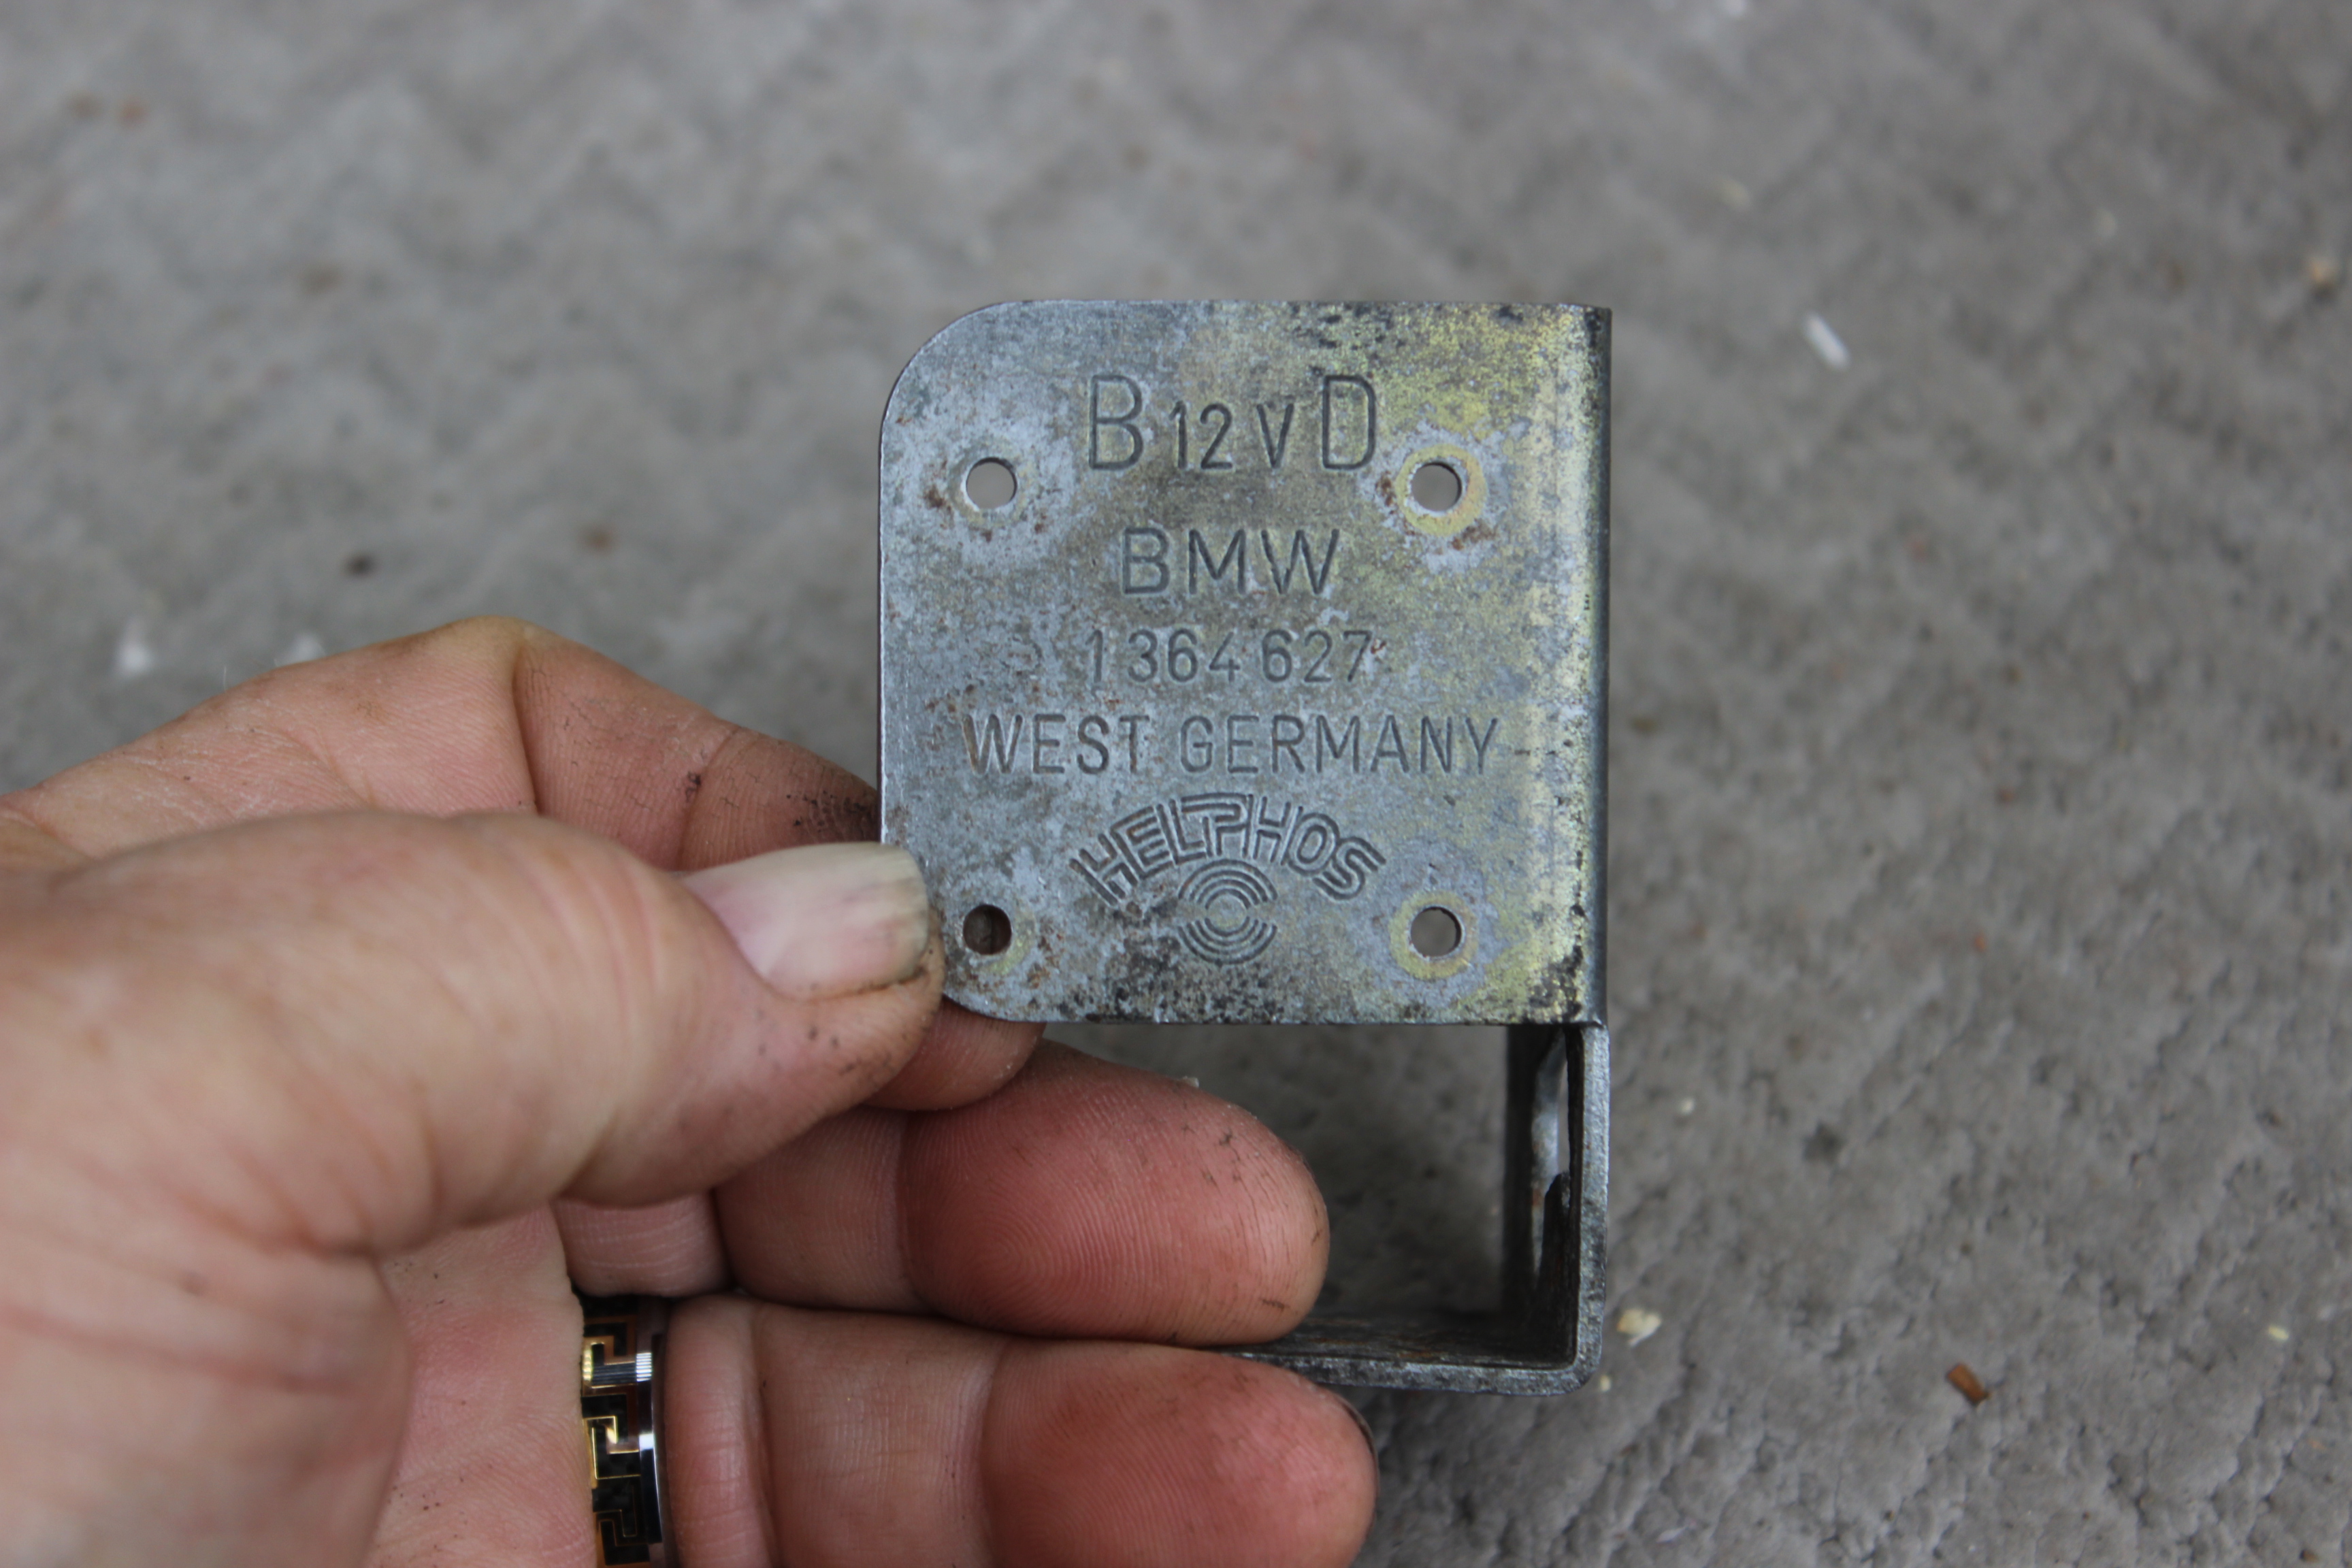 B 12 V D
BMW
1 364 627
WEST GERMANY
HELPHOS